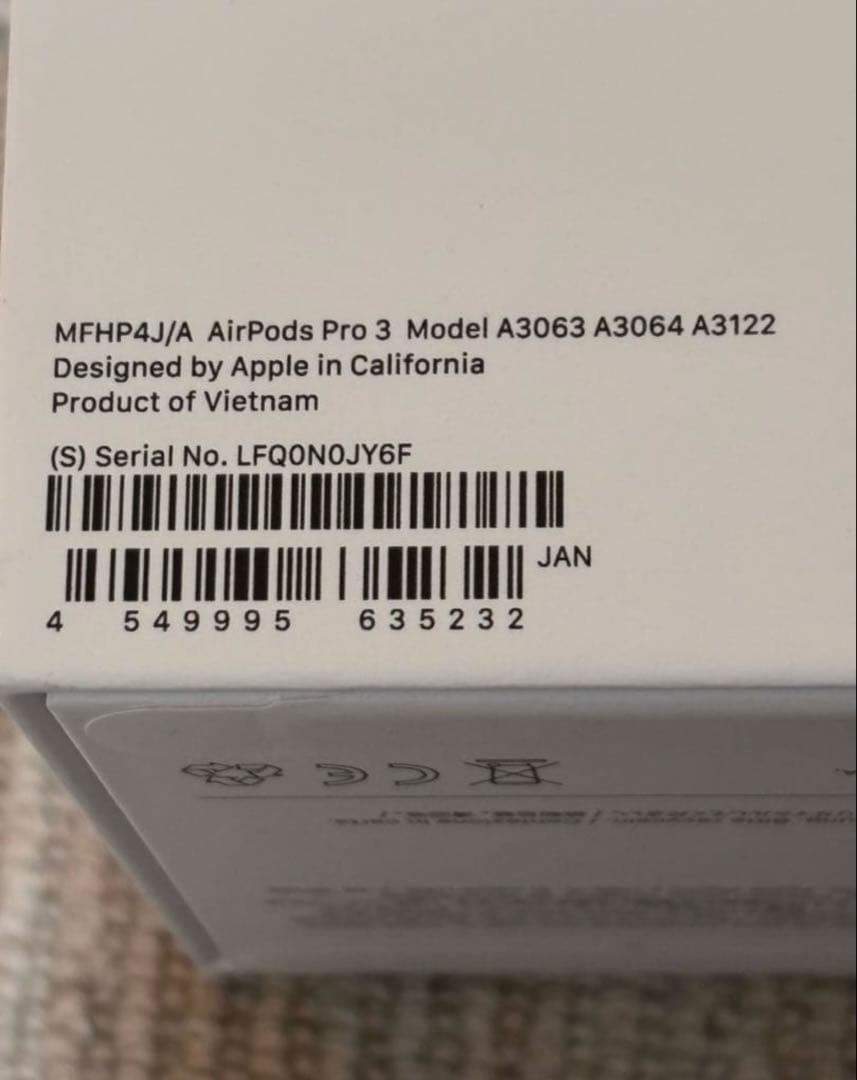 MFHP4J/A AirPods Pro 3 Model A3063 A3064 A3122
Designed by Apple in California
Product of Vietnam
(S) Serial No. LFQ0N0JY6F
JAN
4 549995 635232